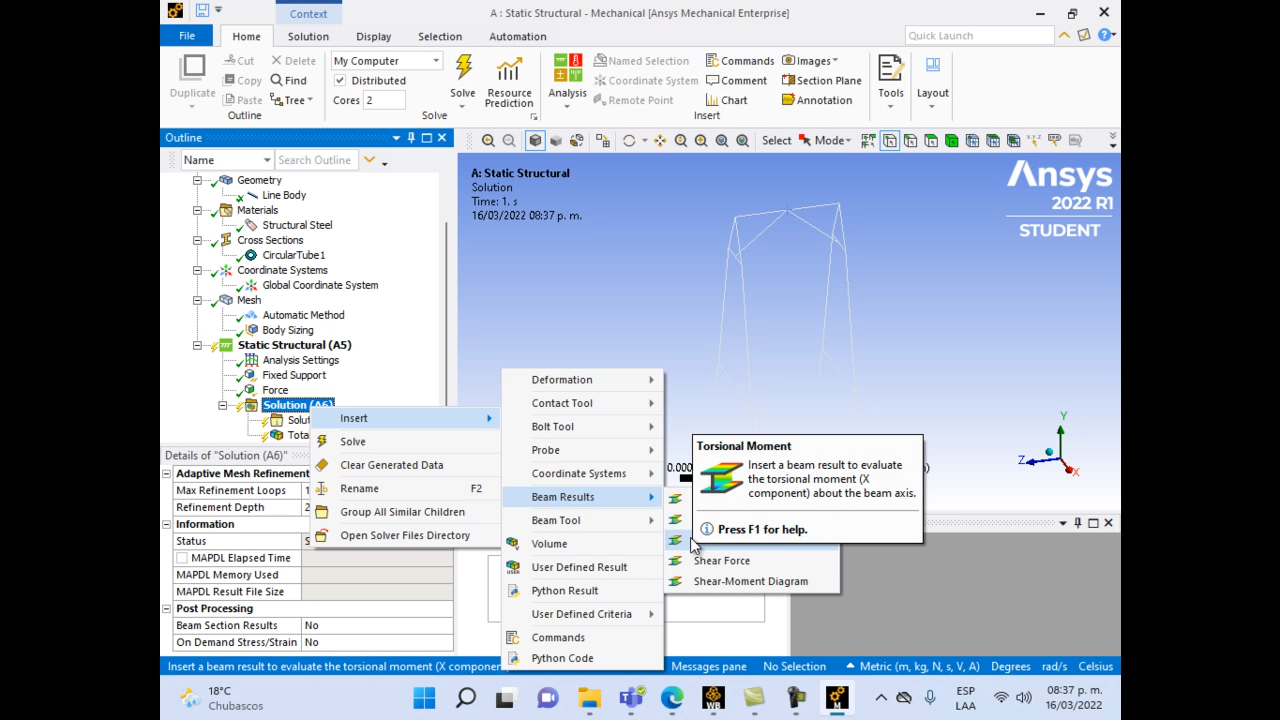 Context
A : Static Structural - Mechanical [Ansys Mechanical Enterprise]
File
Home
Solution
Display
Selection
Automation
Quick Launch
Duplicate
Cut
Copy
Paste
Delete
Find
Tree
Outline
My Computer
Distributed
Cores 2
Solve
Resource Prediction
Solve
Analysis
Named Selection
Coordinate System
Remote Point
Commands
Comment
Chart
Images
Section Plane
Annotation
Insert
Tools
Layout
Outline
Name
Search Outline
Select
Mode
Geometry
Line Body
Materials
Structural Steel
Cross Sections
CircularTube1
Coordinate Systems
Global Coordinate System
Mesh
Automatic Method
Body Sizing
Static Structural (A5)
Analysis Settings
Fixed Support
Force
Solution (A6)
Solut
Tota
A: Static Structural
Solution
Time: 1. s
16/03/2022 08:37 p. m.
Ansys
2022 R1
STUDENT
Y
Z
X
0.000
Details of "Solution (A6)"
Adaptive Mesh Refinement
Max Refinement Loops 1
Refinement Depth 2
Information
Status S
MAPDL Elapsed Time
MAPDL Memory Used
MAPDL Result File Size
Post Processing
Beam Section Results No
On Demand Stress/Strain No
Insert
Solve
Clear Generated Data
Rename F2
Group All Similar Children
Open Solver Files Directory
Deformation
Contact Tool
Bolt Tool
Probe
Coordinate Systems
Beam Results
Beam Tool
Volume
User Defined Result
Python Result
User Defined Criteria
Commands
Python Code
Torsional Moment
Insert a beam result to evaluate
the torsional moment (X
component) about the beam axis.
Press F1 for help.
Shear Force
Shear-Moment Diagram
Insert a beam result to evaluate the torsional moment (X compone
Messages pane
No Selection
Metric (m, kg, N, s, V, A)
Degrees
rad/s
Celsius
18°C
Chubascos
WB
M
ESP
LAA
08:37 p. m.
16/03/2022